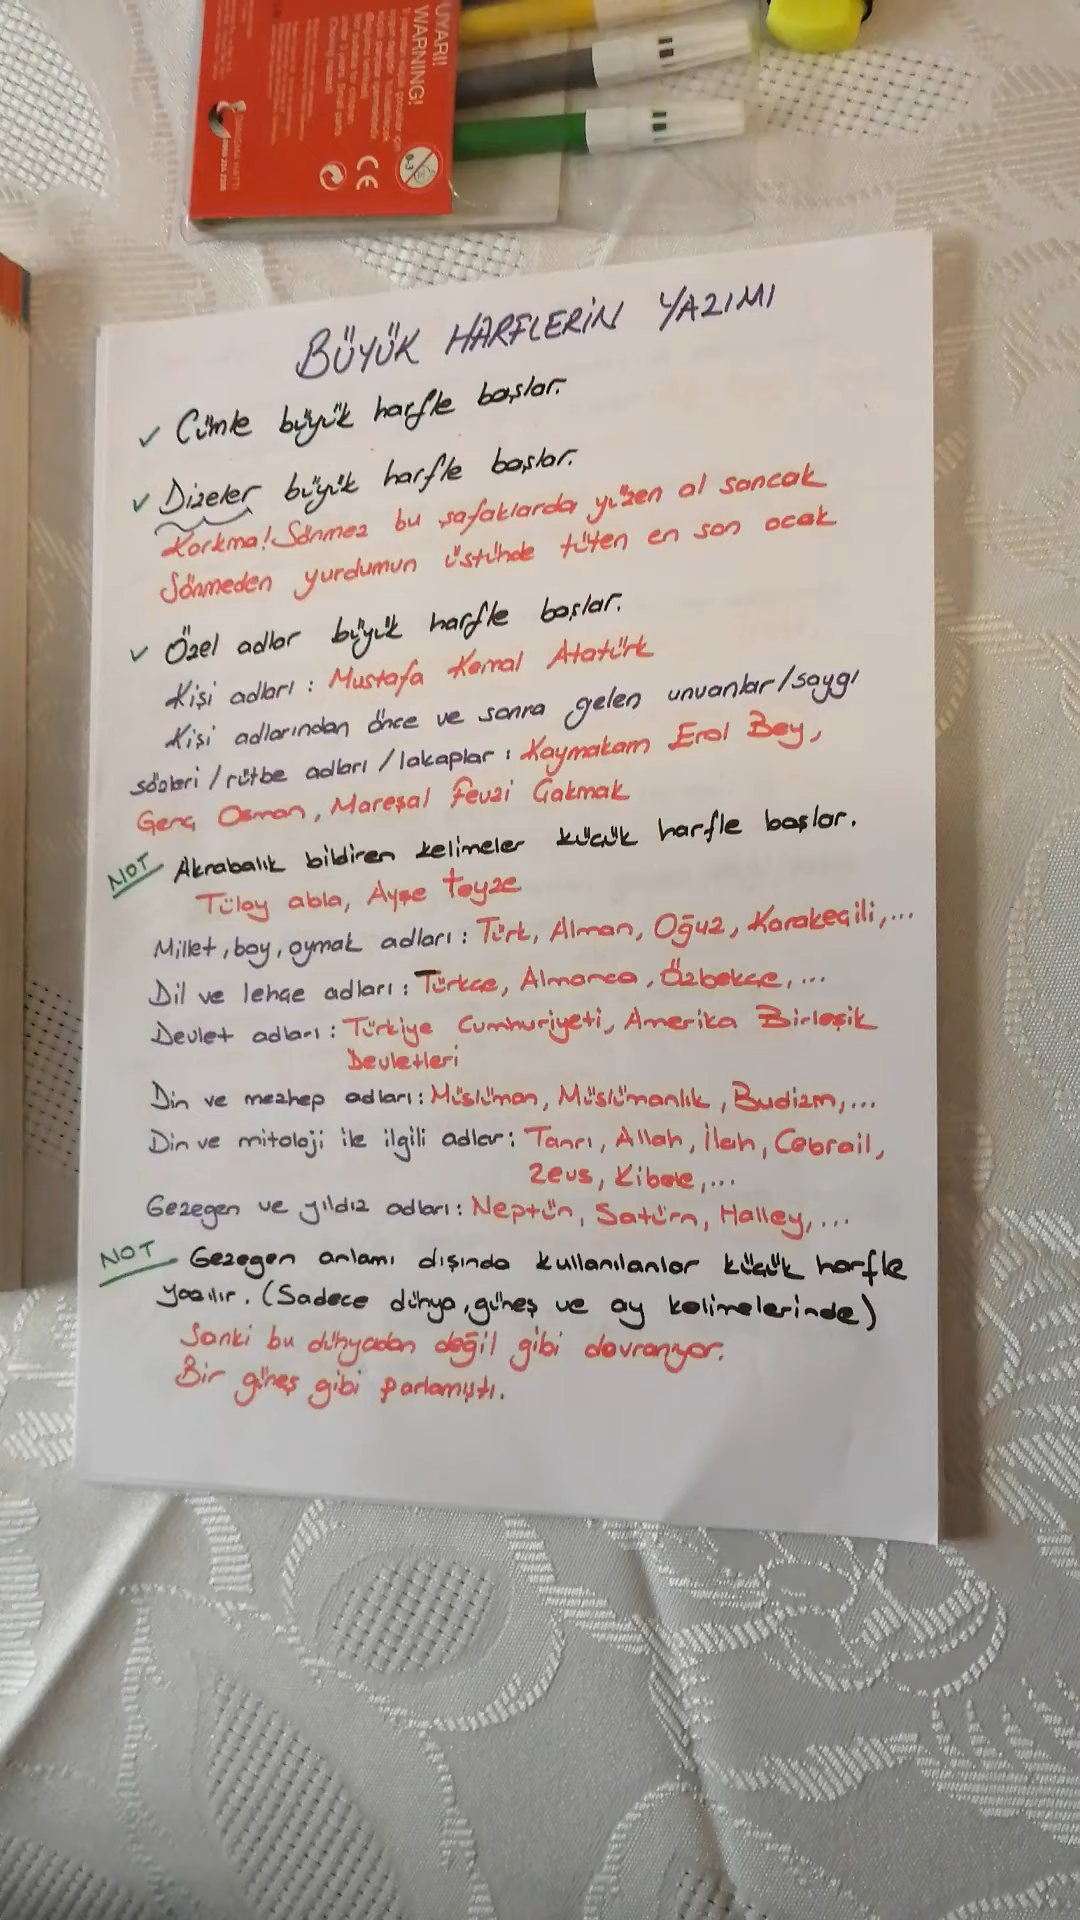 UYARI!
WARNING!
CE
0-3
BÜYÜK HARFLERİN YAZIMI
✓ Cümle büyük harfle başlar.
✓ Dizeler büyük harfle başlar.
Korkma! Sönmez bu şafaklarda yüzen al sancak
Sönmeden yurdumun üstünde tüten en son ocak
✓ Özel adlar büyük harfle başlar.
Kişi adları : Mustafa Kemal Atatürk
Kişi adlarından önce ve sonra gelen unvanlar/saygı
sözleri / rütbe adları / lakaplar : Kaymakam Erol Bey,
Genç Osman, Mareşal Fevzi Çakmak
NOT Akrabalık bildiren kelimeler küçük harfle başlar.
Tülay abla, Ayşe teyze
Millet, boy, oymak adları : Türk, Alman, Oğuz, Karakeçili,...
Dil ve lehçe adları : Türkçe, Almanca, Özbekçe, ...
Devlet adları : Türkiye Cumhuriyeti, Amerika Birleşik
Devletleri
Din ve mezhep adları : Müslüman, Müslümanlık, Budizm,...
Din ve mitoloji ile ilgili adlar : Tanrı, Allah, İlah, Cebrail,
Zeus, Kibele,...
Gezegen ve yıldız adları : Neptün, Satürn, Halley,...
NOT Gezegen anlamı dışında kullanılanlar küçük harfle
yazılır. (Sadece dünya, güneş ve ay kelimelerinde)
Sanki bu dünyadan değil gibi davranıyor.
Bir güneş gibi parlamıştı.